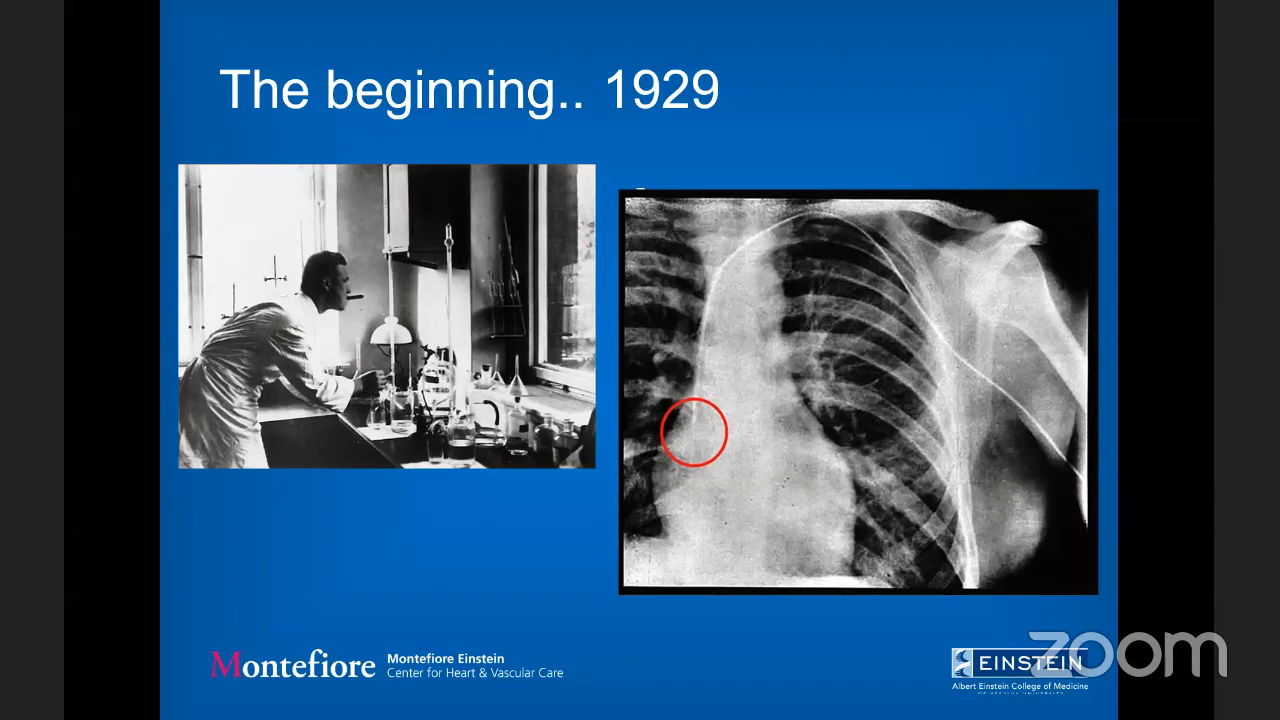 The beginning.. 1929
Montefiore
Montefiore Einstein
Center for Heart & Vascular Care
EINSTEIN
Albert Einstein College of Medicine
zoom